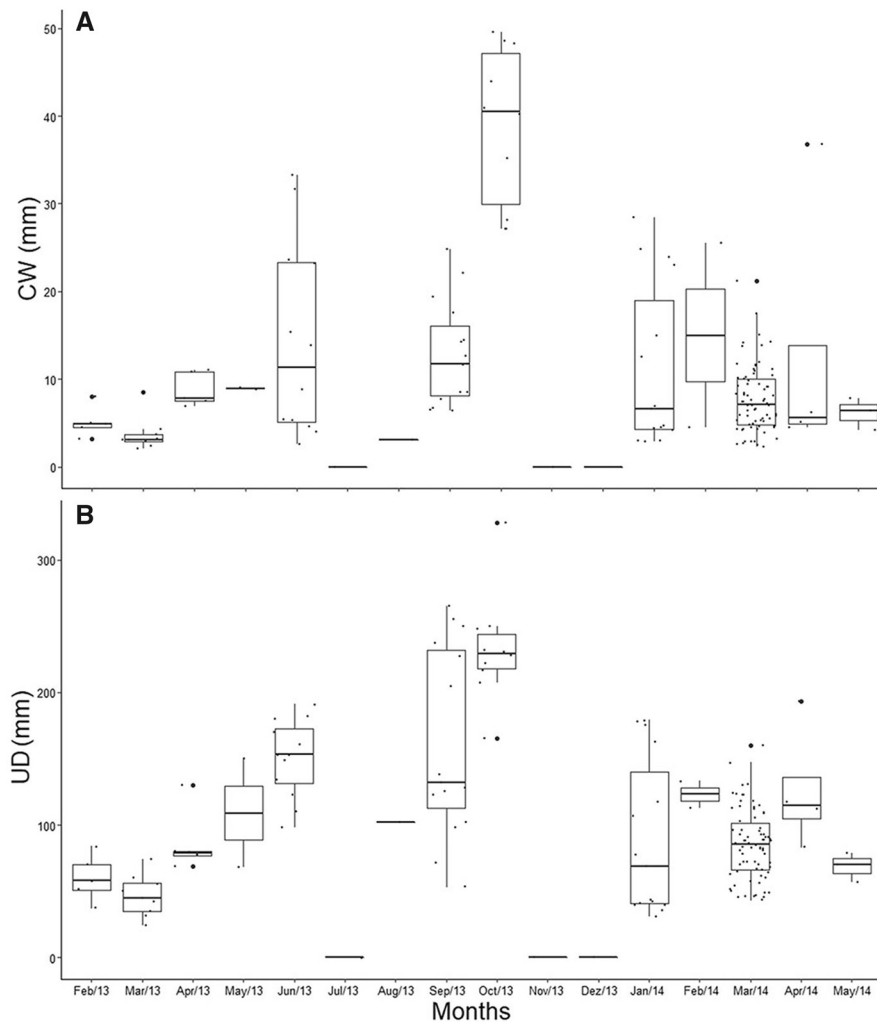 A
50
40
30
20
10
0
CW (mm)
B
300
200
100
0
UD (mm)
Feb/13 Mar/13 Apr/13 May/13 Jun/13 Jul/13 Aug/13 Sep/13 Oct/13 Nov/13 Dez/13 Jan/14 Feb/14 Mar/14 Apr/14 May/14
Months